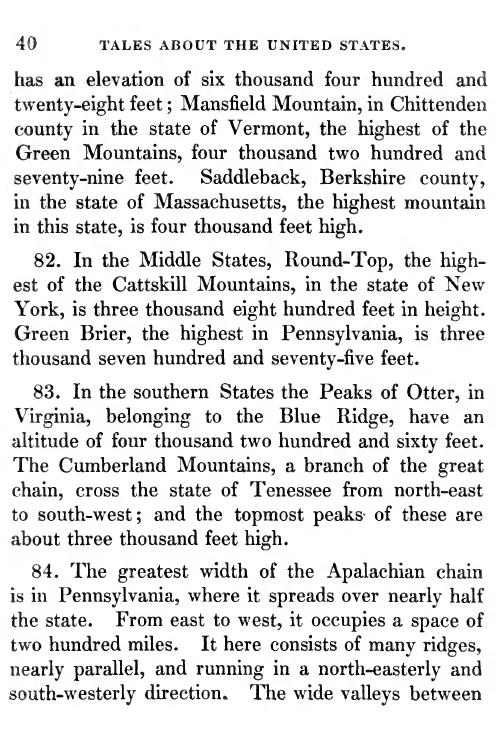 40 TALES ABOUT THE UNITED STATES.
has an elevation of six thousand four hundred and
twenty-eight feet; Mansfield Mountain, in Chittenden
county in the state of Vermont, the highest of the
Green Mountains, four thousand two hundred and
seventy-nine feet. Saddleback, Berkshire county,
in the state of Massachusetts, the highest mountain
in this state, is four thousand feet high.
82. In the Middle States, Round-Top, the high-
est of the Cattskill Mountains, in the state of New
York, is three thousand eight hundred feet in height.
Green Brier, the highest in Pennsylvania, is three
thousand seven hundred and seventy-five feet.
83. In the southern States the Peaks of Otter, in
Virginia, belonging to the Blue Ridge, have an
altitude of four thousand two hundred and sixty feet.
The Cumberland Mountains, a branch of the great
chain, cross the state of Tenessee from north-east
to south-west; and the topmost peaks of these are
about three thousand feet high.
84. The greatest width of the Apalachian chain
is in Pennsylvania, where it spreads over nearly half
the state. From east to west, it occupies a space of
two hundred miles. It here consists of many ridges,
nearly parallel, and running in a north-easterly and
south-westerly direction. The wide valleys between